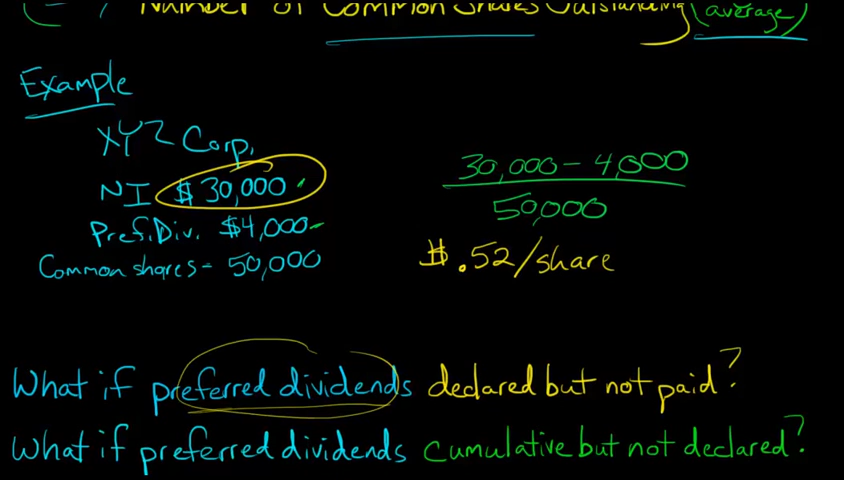 Number of Common Shares Outstanding (average)
Example
XYZ Corp.
NI $30,000
Pref. Div. $4,000
Common shares - 50,000
30,000 - 4,000
50,000
$.52/share
What if preferred dividends declared but not paid?
What if preferred dividends cumulative but not declared?